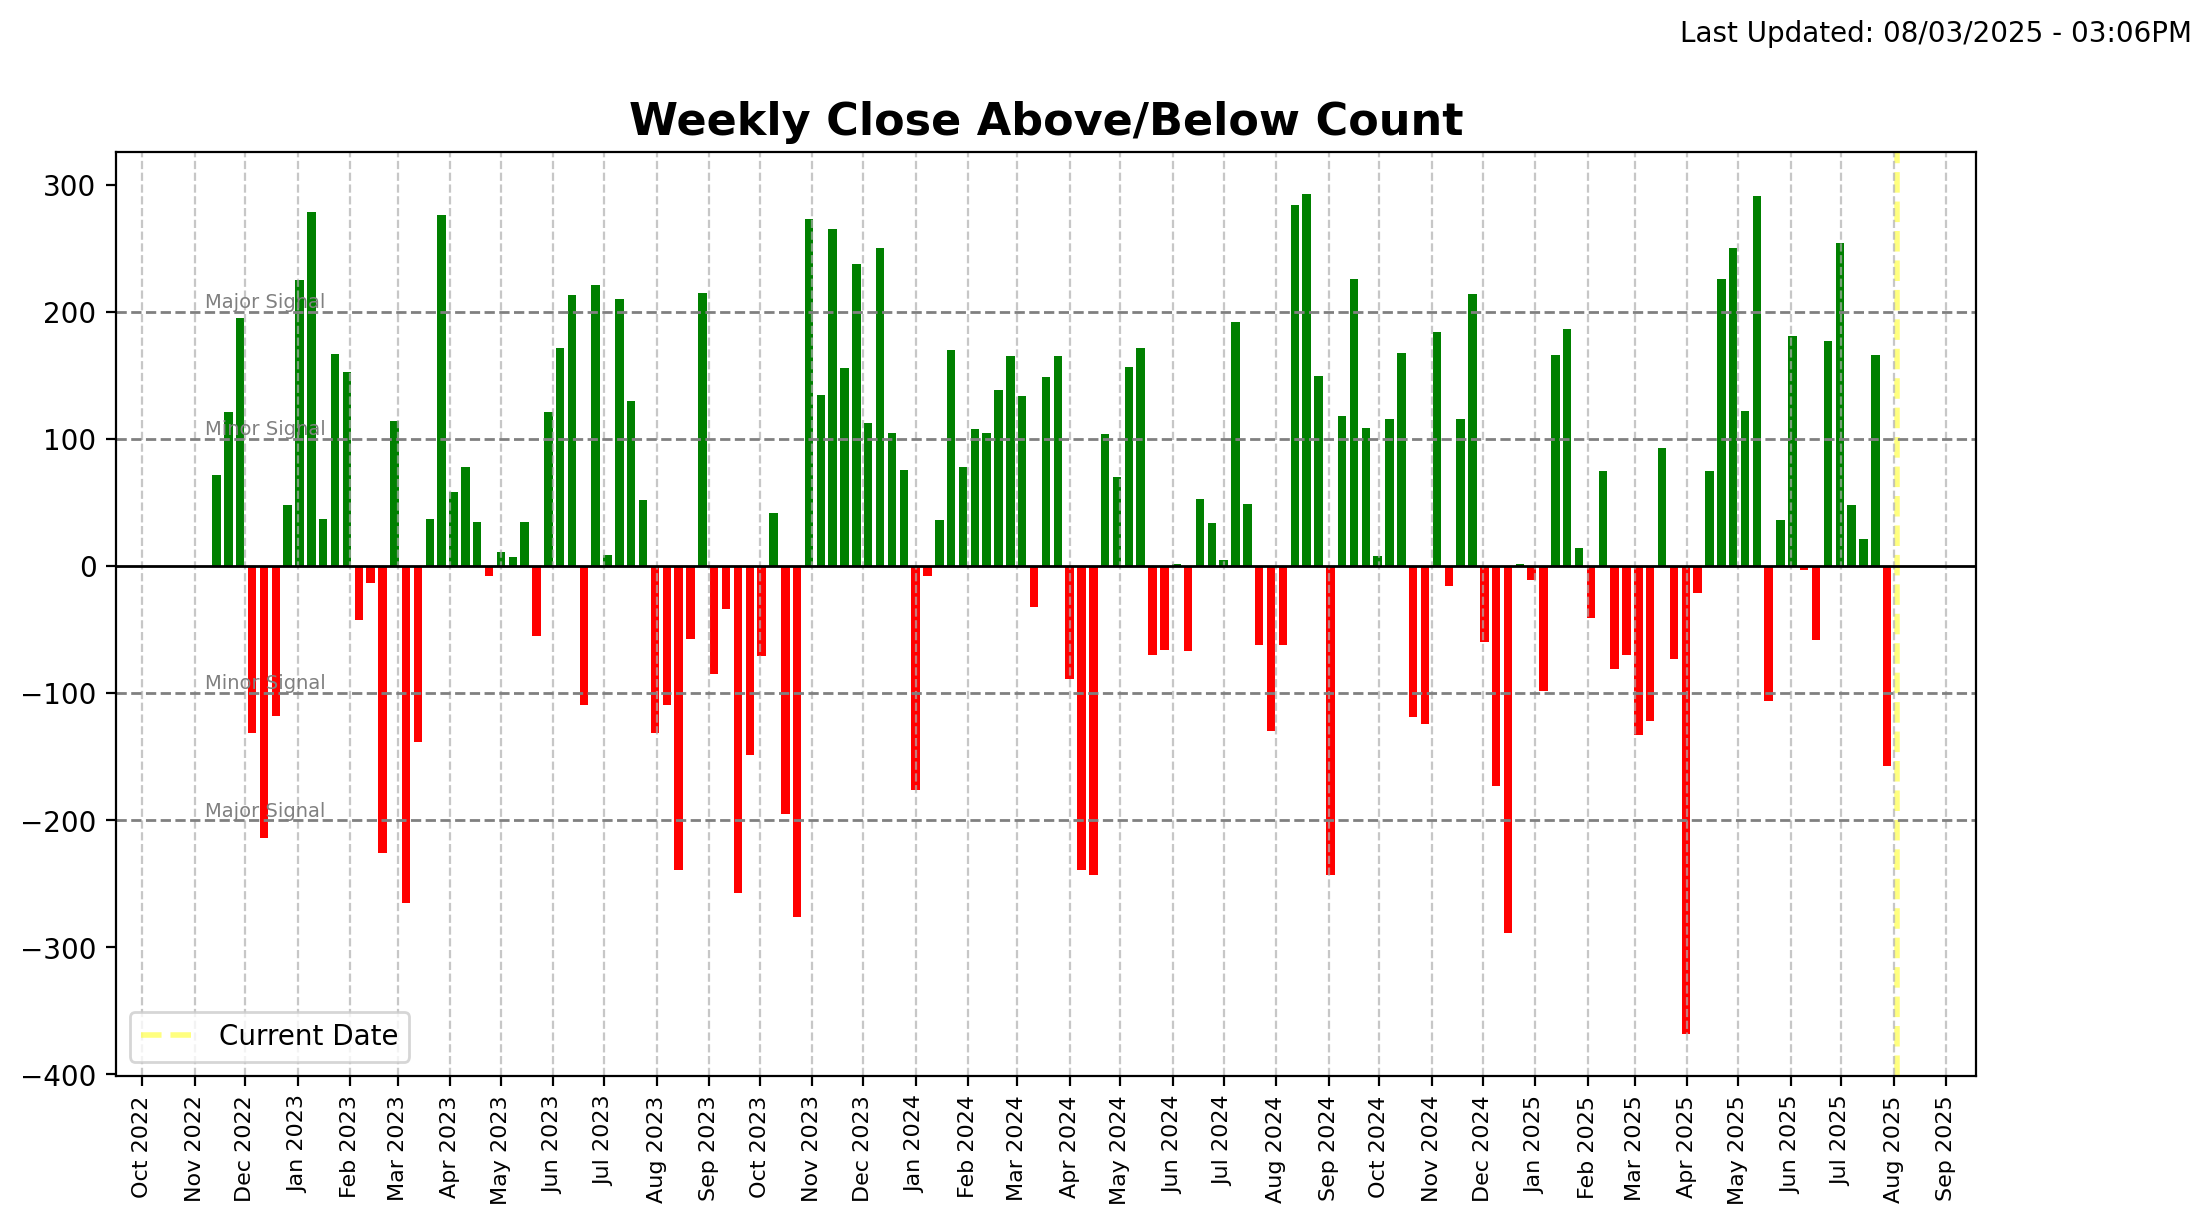 Last Updated: 08/03/2025 - 03:06PM
Weekly Close Above/Below Count
300
200
100
0
−100
−200
−300
−400
Major Signal
Minor Signal
Minor Signal
Major Signal
Current Date
Oct 2022
Nov 2022
Dec 2022
Jan 2023
Feb 2023
Mar 2023
Apr 2023
May 2023
Jun 2023
Jul 2023
Aug 2023
Sep 2023
Oct 2023
Nov 2023
Dec 2023
Jan 2024
Feb 2024
Mar 2024
Apr 2024
May 2024
Jun 2024
Jul 2024
Aug 2024
Sep 2024
Oct 2024
Nov 2024
Dec 2024
Jan 2025
Feb 2025
Mar 2025
Apr 2025
May 2025
Jun 2025
Jul 2025
Aug 2025
Sep 2025